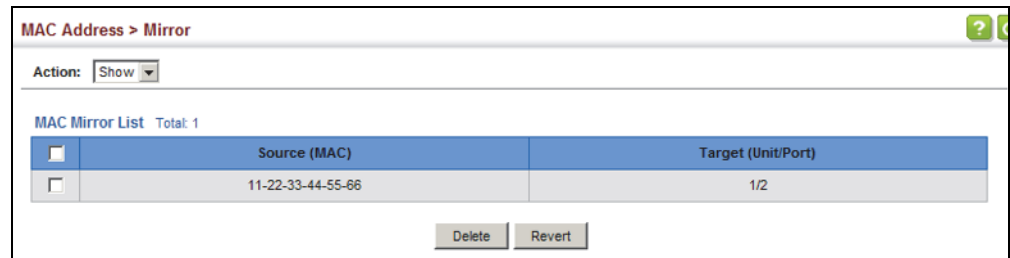 MAC Address > Mirror
?
Action: Show
MAC Mirror List Total: 1
Source (MAC) Target (Unit/Port)
11-22-33-44-55-66 1/2
Delete Revert